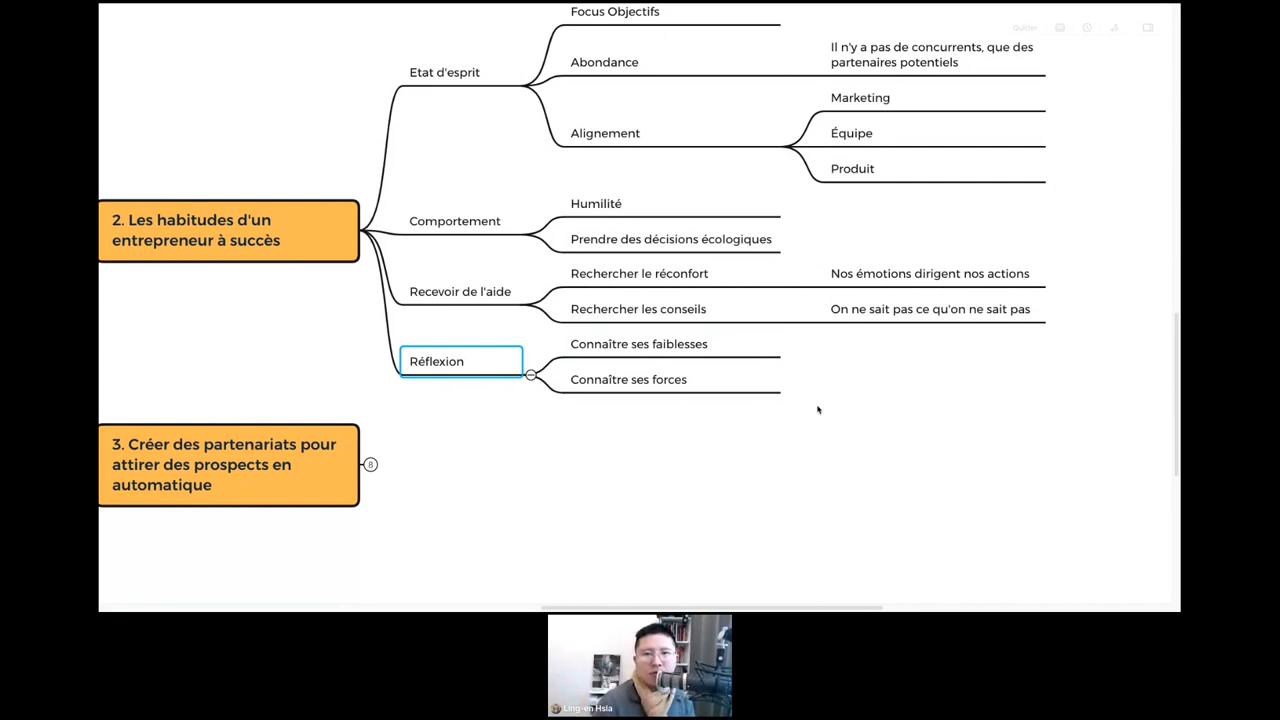 Focus Objectifs
Quitter
Etat d'esprit
Abondance
Il n'y a pas de concurrents, que des
partenaires potentiels
Alignement
Marketing
Équipe
Produit
2. Les habitudes d'un
entrepreneur à succès
Comportement
Humilité
Prendre des décisions écologiques
Recevoir de l'aide
Rechercher le réconfort
Nos émotions dirigent nos actions
Rechercher les conseils
On ne sait pas ce qu'on ne sait pas
Réflexion
Connaître ses faiblesses
Connaître ses forces
3. Créer des partenariats pour
attirer des prospects en
automatique
8
Ling-en Hsia